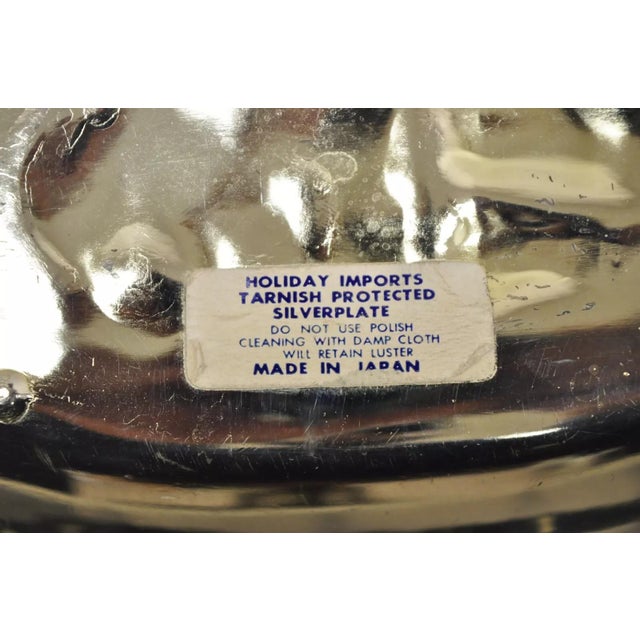 HOLIDAY IMPORTS
TARNISH PROTECTED
SILVERPLATE
DO NOT USE POLISH
CLEANING WITH DAMP CLOTH
WILL RETAIN LUSTER
MADE IN JAPAN